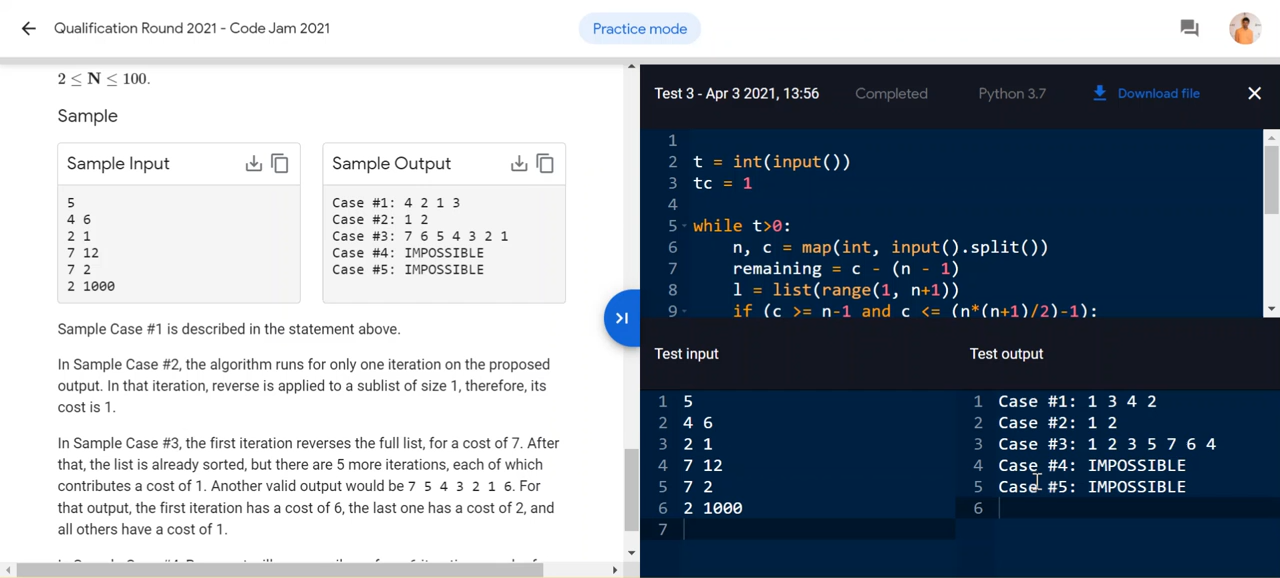 Qualification Round 2021 - Code Jam 2021
Practice mode
2 ≤ N ≤ 100.
Sample
Sample Input
5
4 6
2 1
7 12
7 2
2 1000
Sample Output
Case #1: 4 2 1 3
Case #2: 1 2
Case #3: 7 6 5 4 3 2 1
Case #4: IMPOSSIBLE
Case #5: IMPOSSIBLE
Sample Case #1 is described in the statement above.
In Sample Case #2, the algorithm runs for only one iteration on the proposed
output. In that iteration, reverse is applied to a sublist of size 1, therefore, its
cost is 1.
In Sample Case #3, the first iteration reverses the full list, for a cost of 7. After
that, the list is already sorted, but there are 5 more iterations, each of which
contributes a cost of 1. Another valid output would be 7 5 4 3 2 1 6. For
that output, the first iteration has a cost of 6, the last one has a cost of 2, and
all others have a cost of 1.
Test 3 - Apr 3 2021, 13:56 Completed Python 3.7 Download file
1
2 t = int(input())
3 tc = 1
4
5 while t>0:
6 n, c = map(int, input().split())
7 remaining = c - (n - 1)
8 l = list(range(1, n+1))
9 if (c >= n-1 and c <= (n*(n+1)/2)-1):
Test input
1 5
2 4 6
3 2 1
4 7 12
5 7 2
6 2 1000
7
Test output
1 Case #1: 1 3 4 2
2 Case #2: 1 2
3 Case #3: 1 2 3 5 7 6 4
4 Case #4: IMPOSSIBLE
5 Case #5: IMPOSSIBLE
6